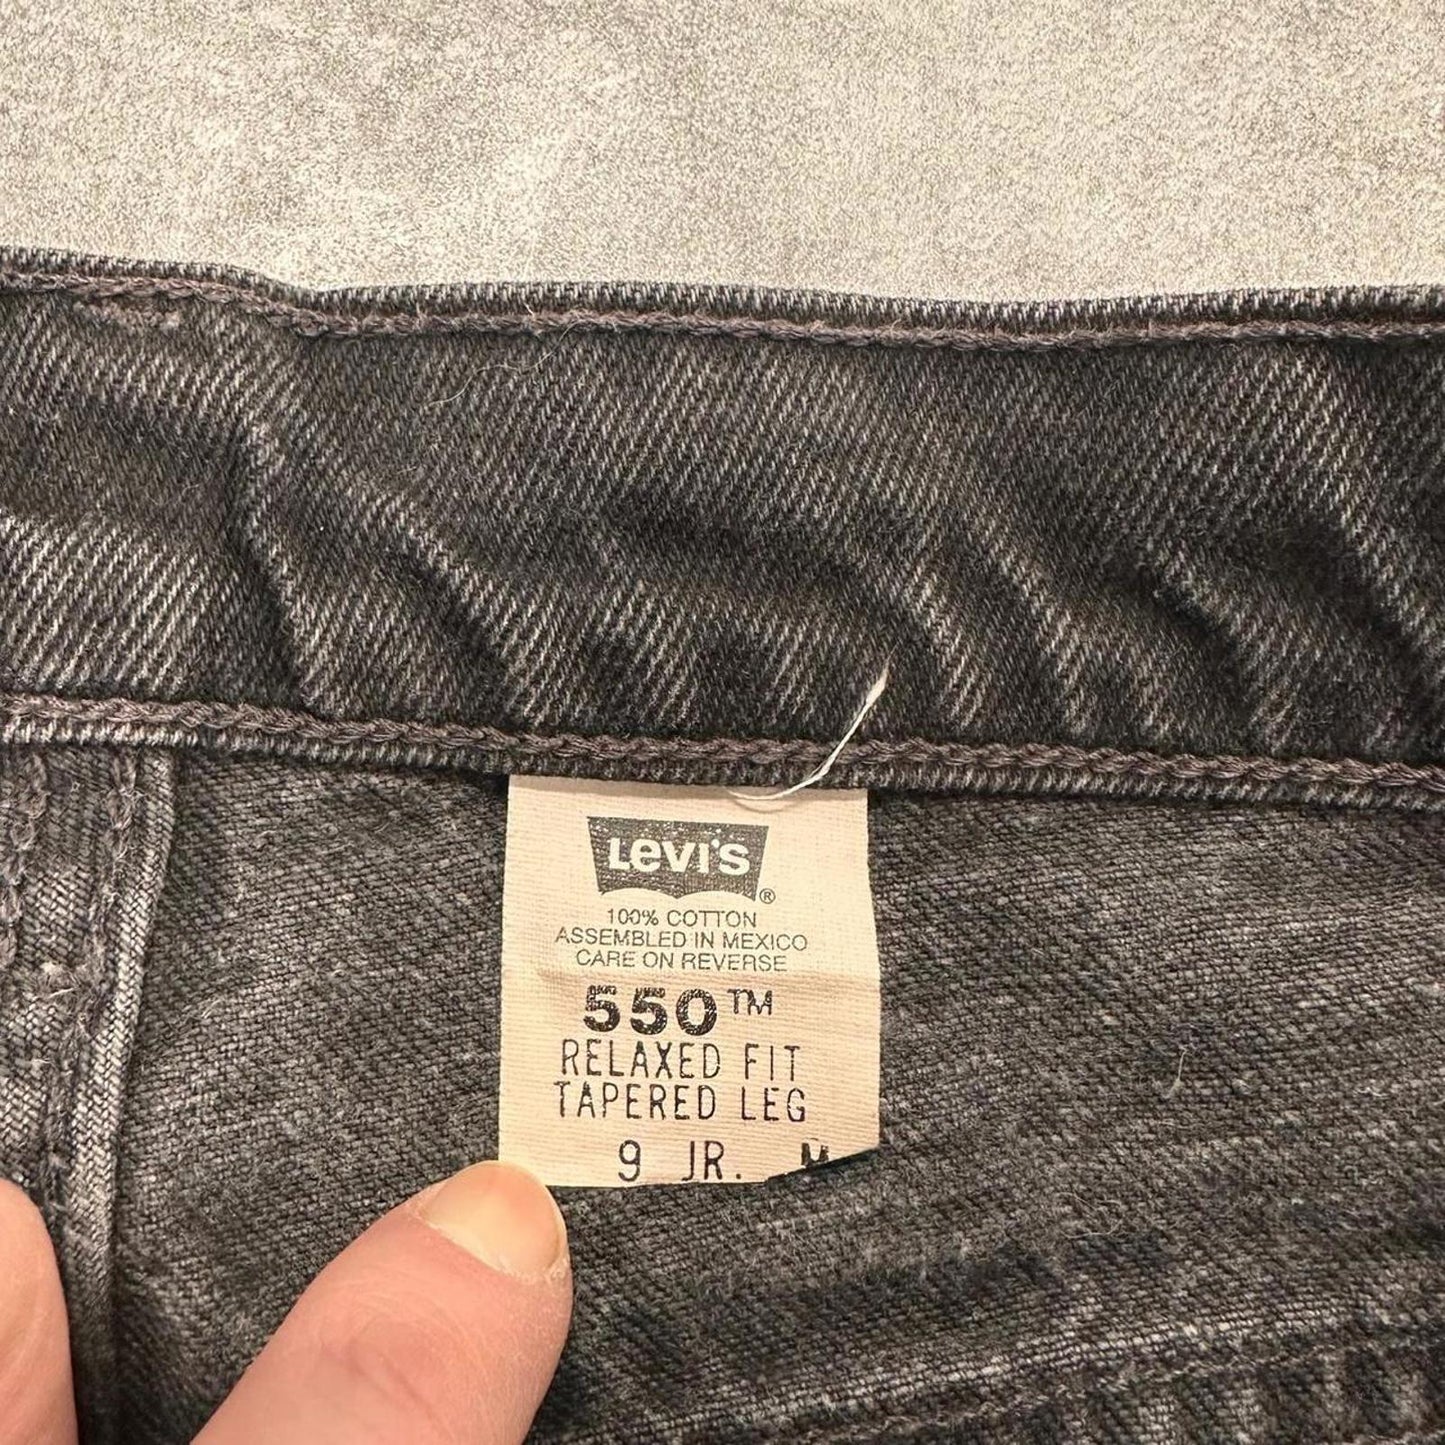 Levi's ®
100% COTTON
ASSEMBLED IN MEXICO
CARE ON REVERSE
550™
RELAXED FIT
TAPERED LEG
9 JR. M